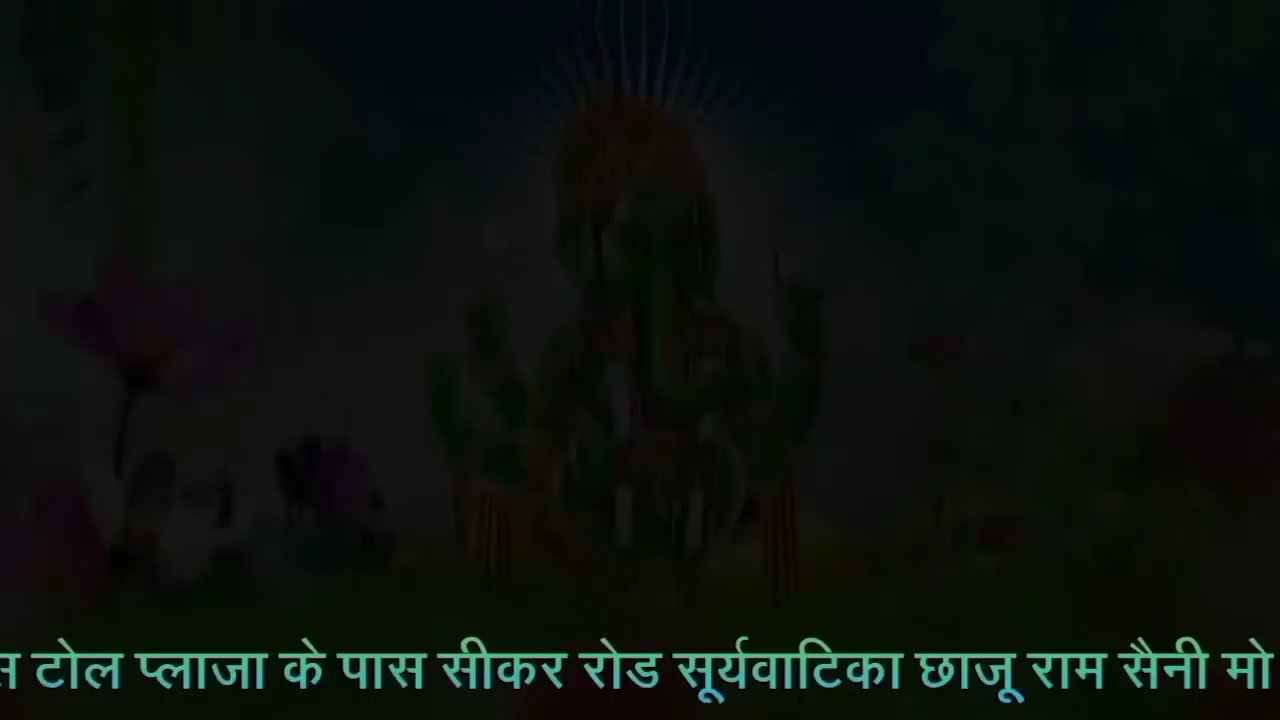 टोल प्लाजा के पास सीकर रोड सूर्यवाटिका छाजू राम सैनी मो